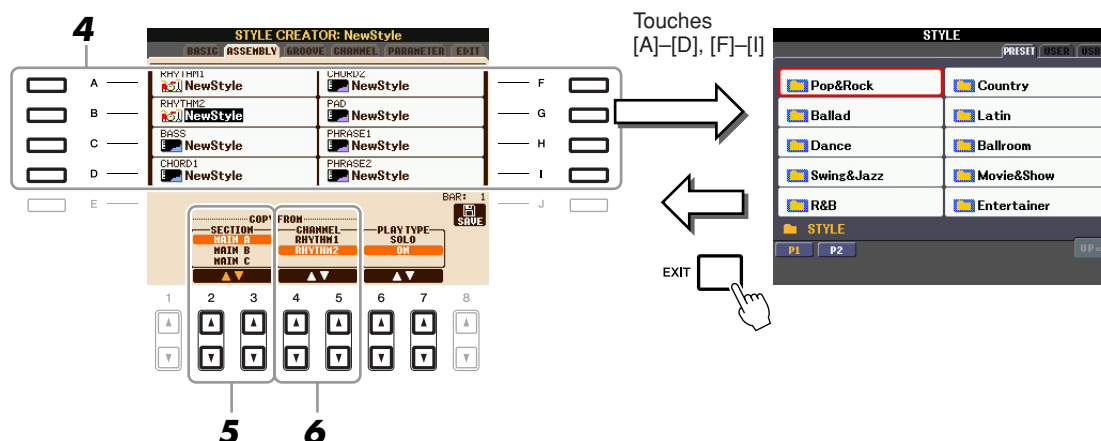 4
STYLE CREATOR: NewStyle
BASIC ASSEMBLY GROOVE CHANNEL PARAMETER EDIT
A
RHYTHM1
NewStyle
CHORD2
NewStyle
F
B
RHYTHM2
NewStyle
PAD
NewStyle
G
C
BASS
NewStyle
PHRASE1
NewStyle
H
D
CHORD1
NewStyle
PHRASE2
NewStyle
I
E
J
BAR: 1
SAVE
COPY FROM
SECTION
CHANNEL
PLAY TYPE
MAIN A
RHYTHM1
SOLO
MAIN B
RHYTHM2
ON
MAIN C
1 2 3 4 5 6 7 8
5
6
Touches
[A]–[D], [F]–[I]
EXIT
STYLE
PRESET USER USB
Pop&Rock
Country
Ballad
Latin
Dance
Ballroom
Swing&Jazz
Movie&Show
R&B
Entertainer
STYLE
P1 P2
UP